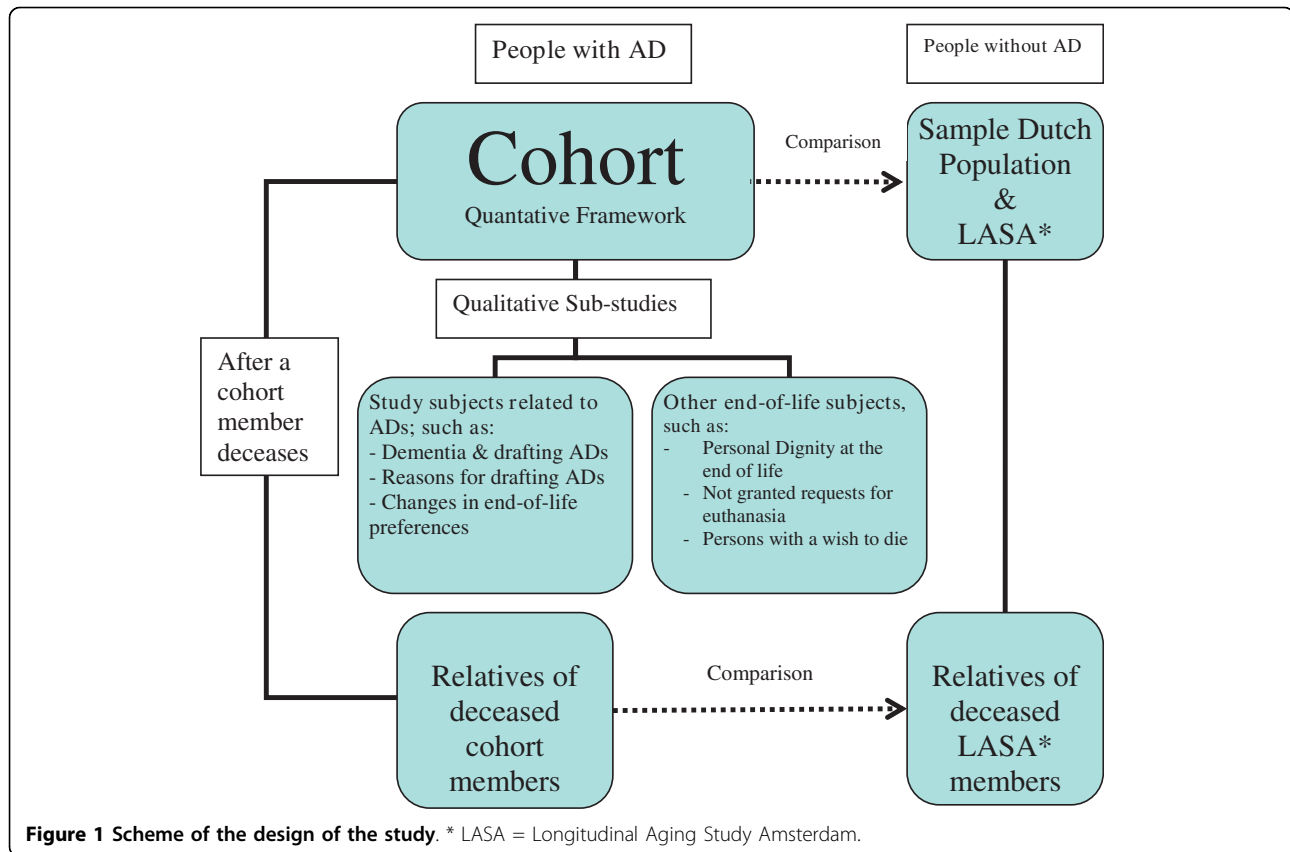 People with AD
People without AD
Cohort
Quantative Framework
Comparison
Sample Dutch
Population
&
LASA*
Qualitative Sub-studies
After a
cohort
member
deceases
Study subjects related to
ADs; such as:
- Dementia & drafting ADs
- Reasons for drafting ADs
- Changes in end-of-life
preferences
Other end-of-life subjects,
such as:
- Personal Dignity at the
end of life
- Not granted requests for
euthanasia
- Persons with a wish to die
Relatives of
deceased
cohort
members
Comparison
Relatives of
deceased
LASA*
members
Figure 1 Scheme of the design of the study. * LASA = Longitudinal Aging Study Amsterdam.